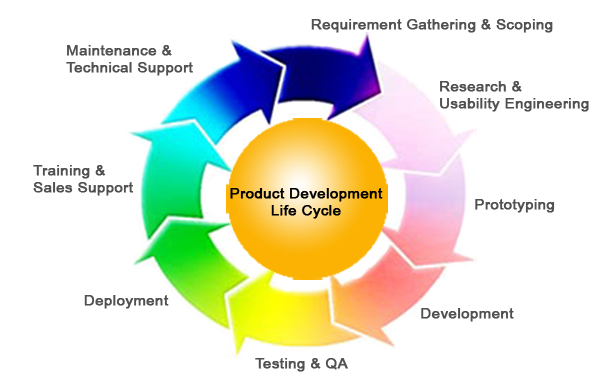 Requirement Gathering & Scoping
Research &
Usability Engineering
Prototyping
Development
Testing & QA
Deployment
Training &
Sales Support
Maintenance &
Technical Support
Product Development
Life Cycle